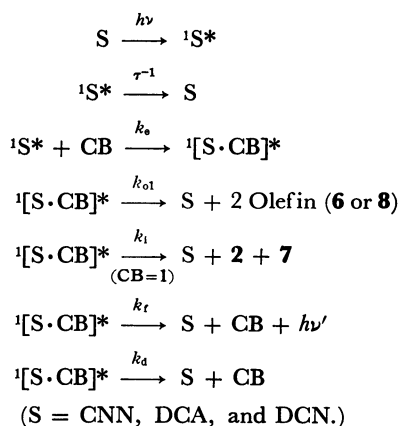 S —hν→ ¹S*
¹S* —τ⁻¹→ S
¹S* + CB —kₑ→ ¹[S·CB]*
¹[S·CB]* —kₒ₁→ S + 2 Olefin (6 or 8)
¹[S·CB]* —kᵢ→ (CB=1) S + 2 + 7
¹[S·CB]* —k_f→ S + CB + hν′
¹[S·CB]* —k_d→ S + CB
(S = CNN, DCA, and DCN.)